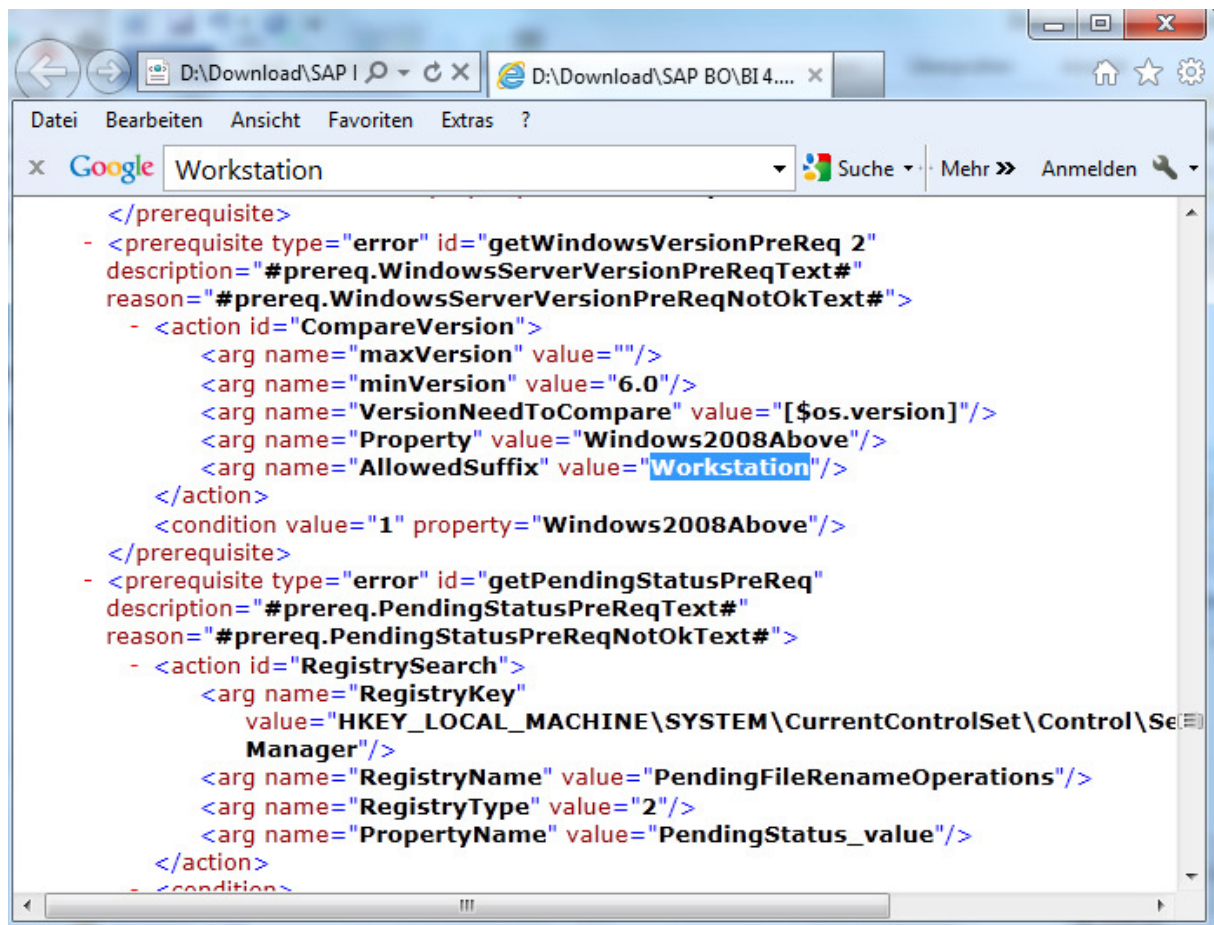 D:\Download\SAP I
D:\Download\SAP BO\BI 4....
Datei Bearbeiten Ansicht Favoriten Extras ?
x Google Workstation Suche Mehr >> Anmelden
</prerequisite>
- <prerequisite type="error" id="getWindowsVersionPreReq 2"
description="#prereq.WindowsServerVersionPreReqText#"
reason="#prereq.WindowsServerVersionPreReqNotOkText#">
- <action id="CompareVersion">
<arg name="maxVersion" value=""/>
<arg name="minVersion" value="6.0"/>
<arg name="VersionNeedToCompare" value="[$os.version]"/>
<arg name="Property" value="Windows2008Above"/>
<arg name="AllowedSuffix" value="Workstation"/>
</action>
<condition value="1" property="Windows2008Above"/>
</prerequisite>
- <prerequisite type="error" id="getPendingStatusPreReq"
description="#prereq.PendingStatusPreReqText#"
reason="#prereq.PendingStatusPreReqNotOkText#">
- <action id="RegistrySearch">
<arg name="RegistryKey"
value="HKEY_LOCAL_MACHINE\SYSTEM\CurrentControlSet\Control\Se
Manager"/>
<arg name="RegistryName" value="PendingFileRenameOperations"/>
<arg name="RegistryType" value="2"/>
<arg name="PropertyName" value="PendingStatus_value"/>
</action>
- <condition>